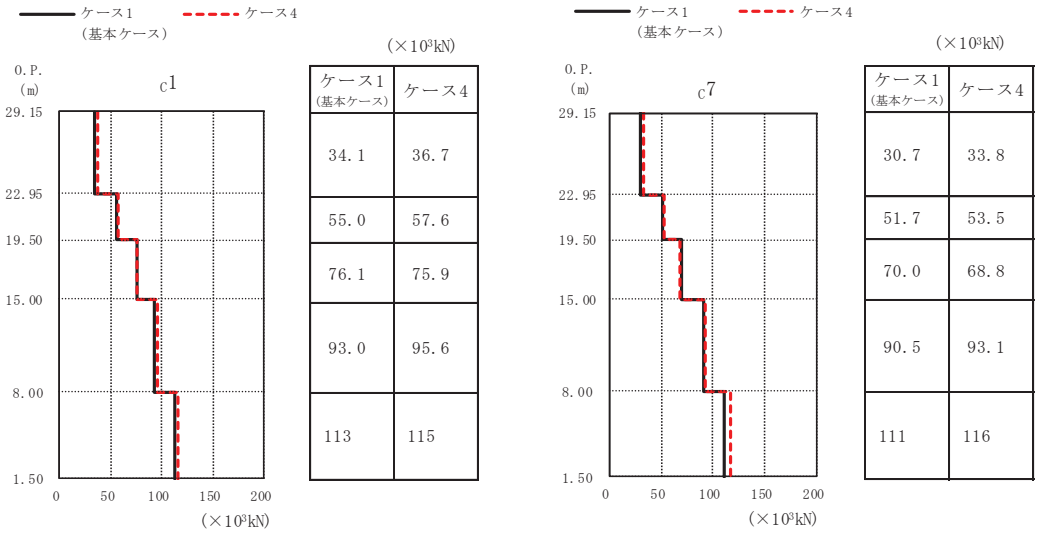 ケース1 ケース4
(基本ケース)
(×10³kN)
O.P.
(m)
C1
ケース1
(基本ケース)
ケース4
29.15
34.1 36.7
22.95
55.0 57.6
19.50
76.1 75.9
15.00
93.0 95.6
8.00
113 115
1.50
0 50 100 150 200
(×10³kN)
ケース1 ケース4
(基本ケース)
(×10³kN)
O.P.
(m)
C7
ケース1
(基本ケース)
ケース4
29.15
30.7 33.8
22.95
51.7 53.5
19.50
70.0 68.8
15.00
90.5 93.1
8.00
111 116
1.50
0 50 100 150 200
(×10³kN)